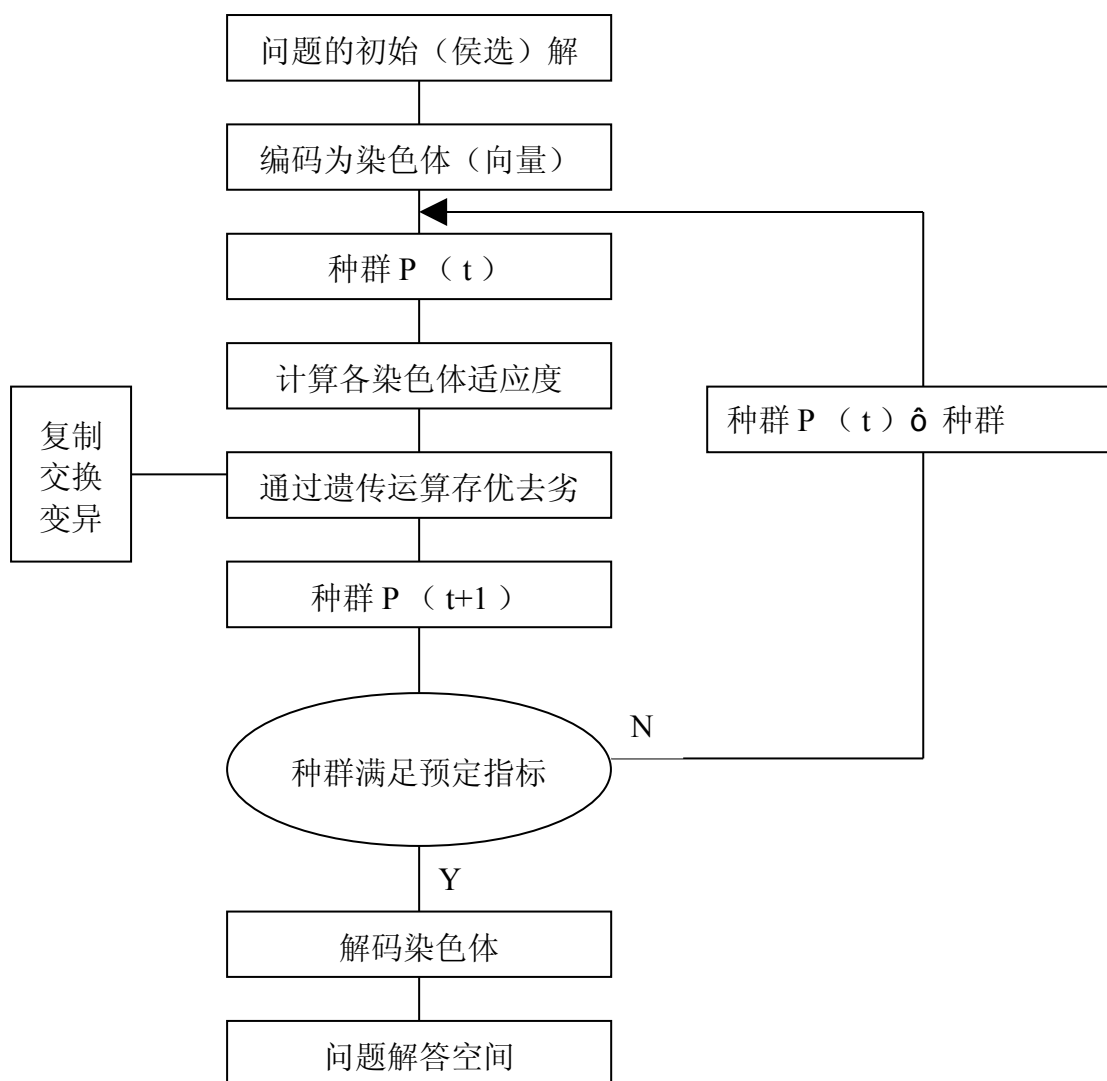 问题的初始（侯选）解
编码为染色体（向量）
种群 P （ t ）
计算各染色体适应度
复制
交换
变异
种群 P （ t ） ô 种群
通过遗传运算存优去劣
种群 P （ t+1 ）
N
种群满足预定指标
Y
解码染色体
问题解答空间